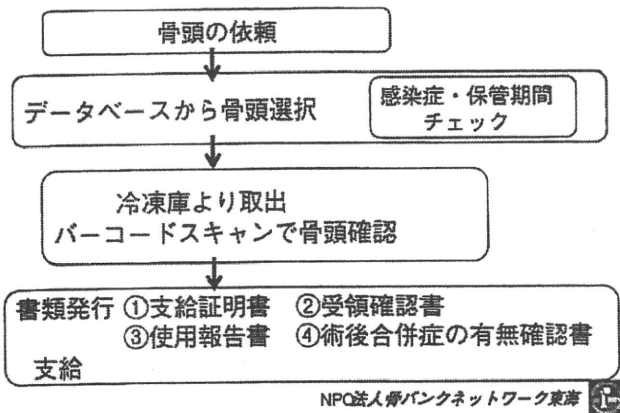 骨頭の依頼
データベースから骨頭選択
感染症・保管期間
チェック
冷凍庫より取出
バーコードスキャンで骨頭確認
書類発行 ①支給証明書 ②受領確認書
③使用報告書 ④術後合併症の有無確認書
支給
NPO法人骨バンクネットワーク東海